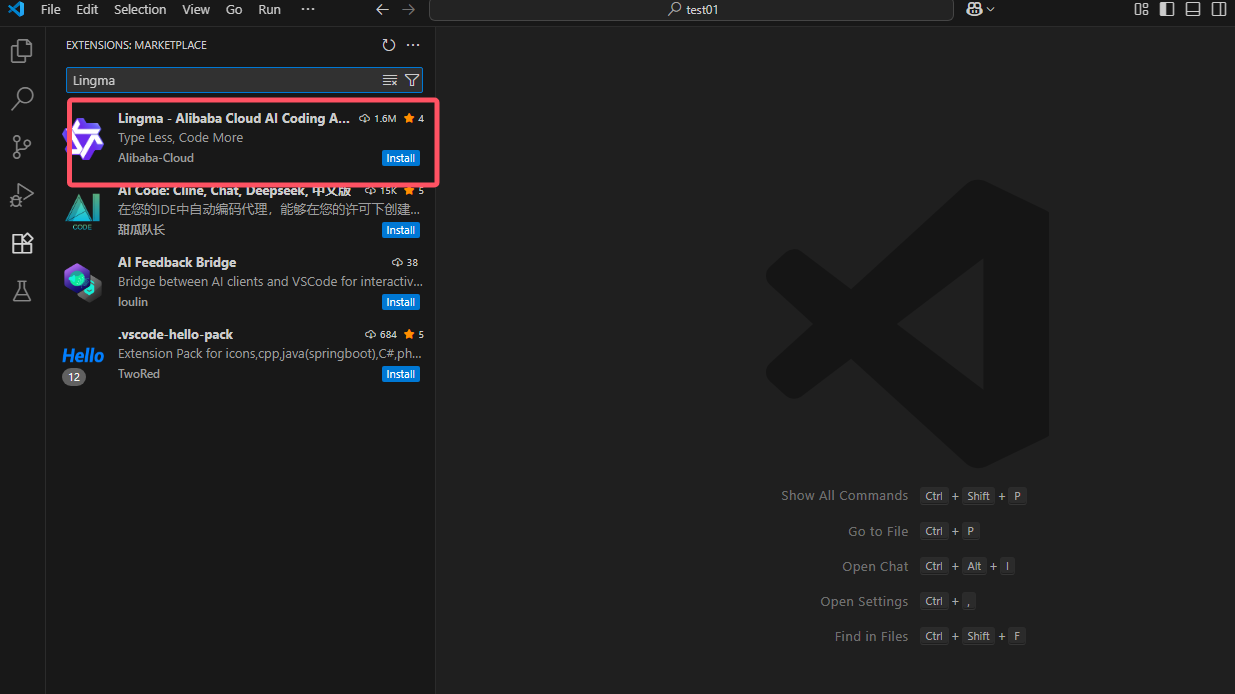 File Edit Selection View Go Run ··· test01
EXTENSIONS: MARKETPLACE
Lingma
Lingma - Alibaba Cloud AI Coding A... 1.6M 4
Type Less, Code More
Alibaba-Cloud Install
AI Code: Cline, Chat, Deepseek, 中文版 15K 5
在您的IDE中自动编码代理，能够在您的许可下创建...
CODE
甜瓜队长 Install
AI Feedback Bridge 38
Bridge between AI clients and VSCode for interactiv...
loulin Install
.vscode-hello-pack 684 5
Hello
Extension Pack for icons,cpp,java(springboot),C#,ph...
12
TwoRed Install
Show All Commands Ctrl + Shift + P
Go to File Ctrl + P
Open Chat Ctrl + Alt + I
Open Settings Ctrl + ,
Find in Files Ctrl + Shift + F